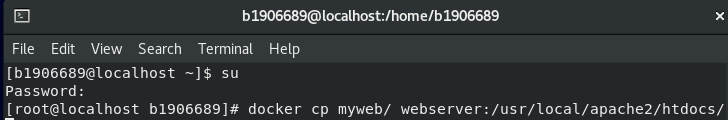 b1906689@localhost:/home/b1906689
File Edit View Search Terminal Help
[b1906689@localhost ~]$ su
Password:
[root@localhost b1906689]# docker cp myweb/ webserver:/usr/local/apache2/htdocs/